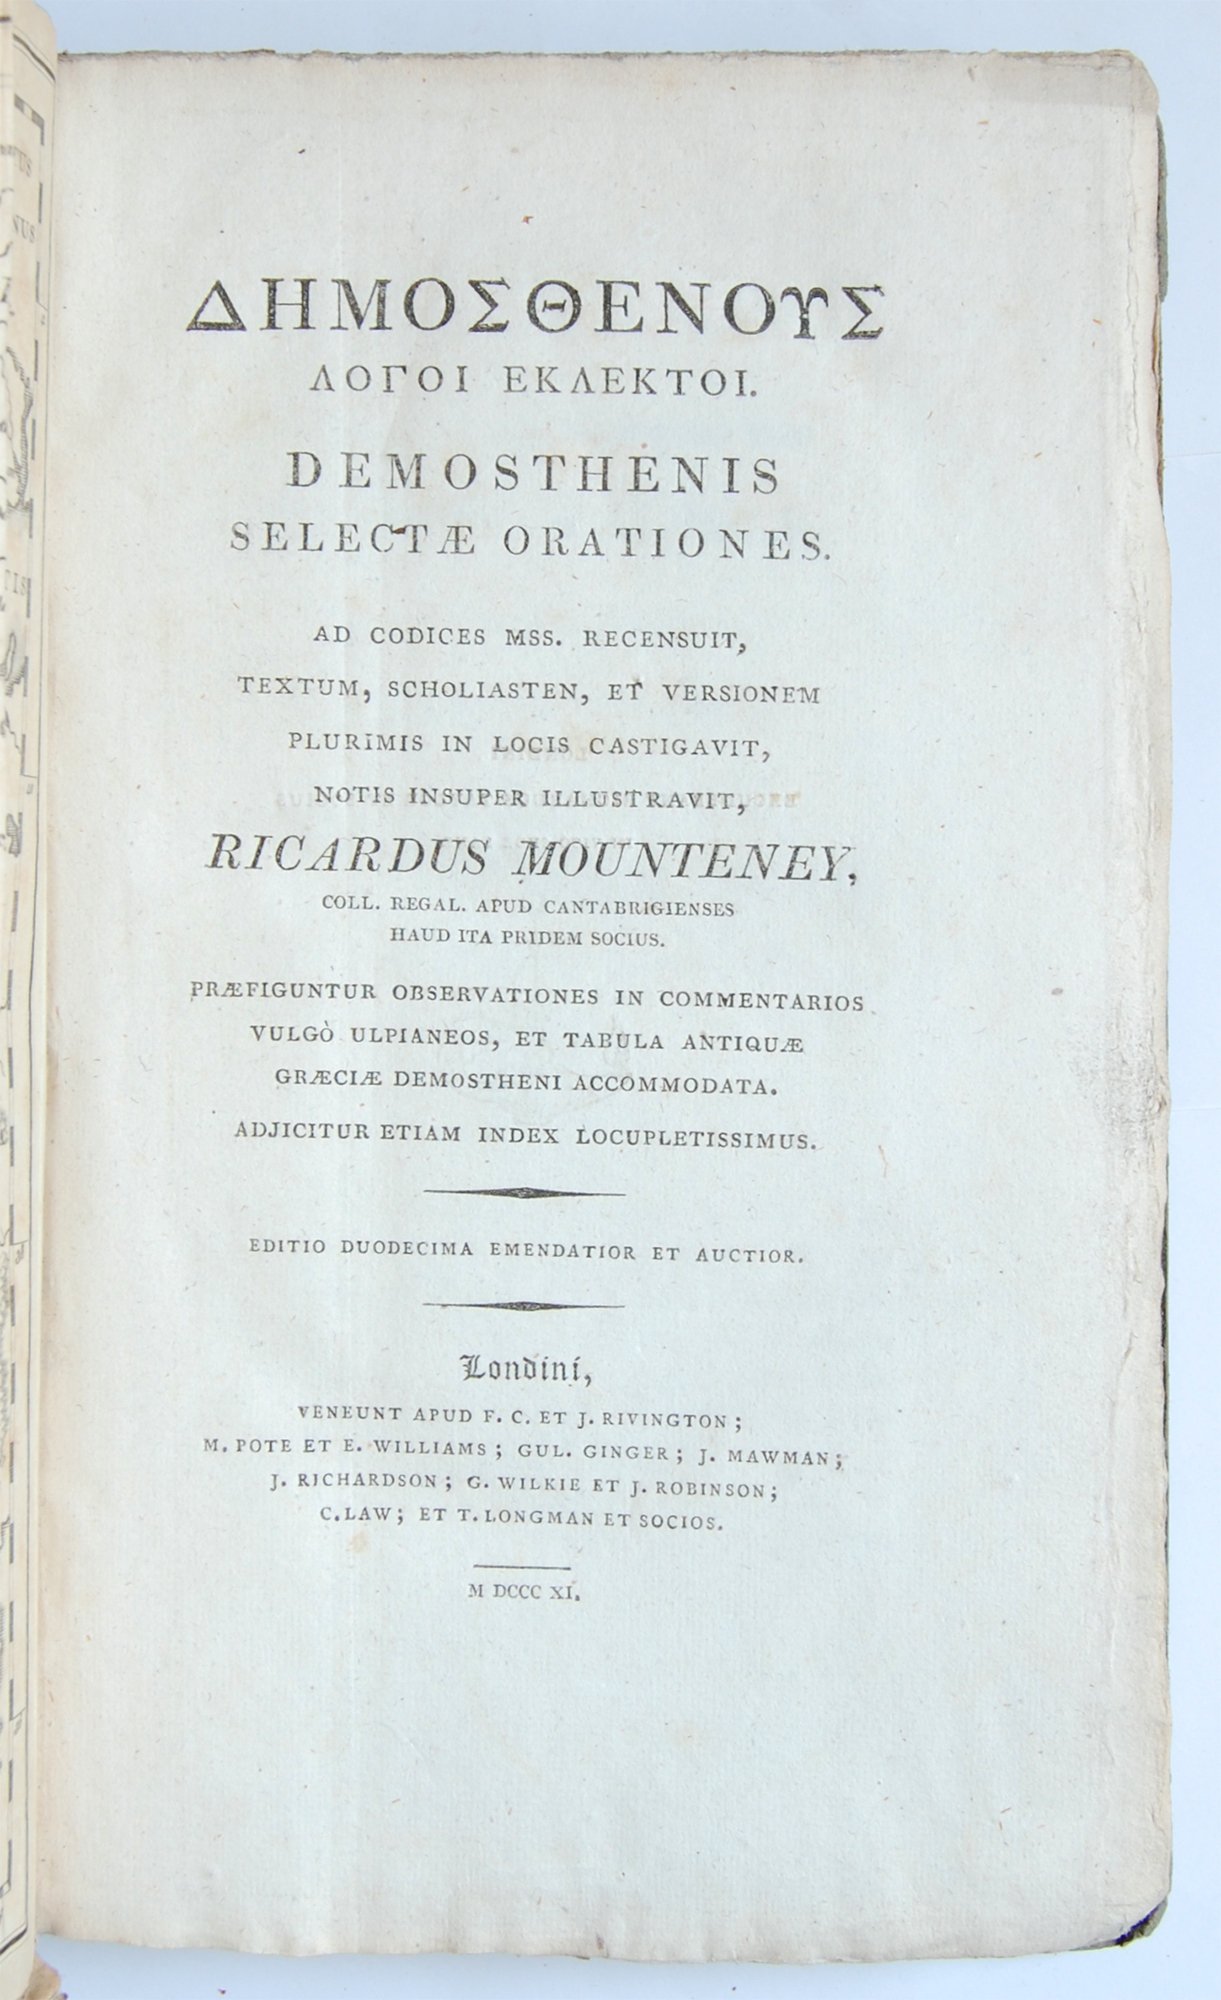 ΔΗΜΟΣΘΕΝΟΥΣ
ΛΟΓΟΙ ΕΚΛΕΚΤΟΙ.
DEMOSTHENIS
SELECTÆ ORATIONES.
AD CODICES MSS. RECENSUIT,
TEXTUM, SCHOLIASTEN, ET VERSIONEM
PLURIMIS IN LOCIS CASTIGAVIT,
NOTIS INSUPER ILLUSTRAVIT,
RICARDUS MOUNTENEY,
COLL. REGAL. APUD CANTABRIGIENSES
HAUD ITA PRIDEM SOCIUS.
PRÆFIGUNTUR OBSERVATIONES IN COMMENTARIOS
VULGÒ ULPIANEOS, ET TABULA ANTIQUÆ
GRÆCIÆ DEMOSTHENI ACCOMMODATA.
ADJICITUR ETIAM INDEX LOCUPLETISSIMUS.
EDITIO DUODECIMA EMENDATIOR ET AUCTIOR.
Londini,
VENEUNT APUD F. C. ET J. RIVINGTON;
M. POTE ET E. WILLIAMS; GUL. GINGER; J. MAWMAN;
J. RICHARDSON; G. WILKIE ET J. ROBINSON;
C. LAW; ET T. LONGMAN ET SOCIOS.
M DCCC XI.